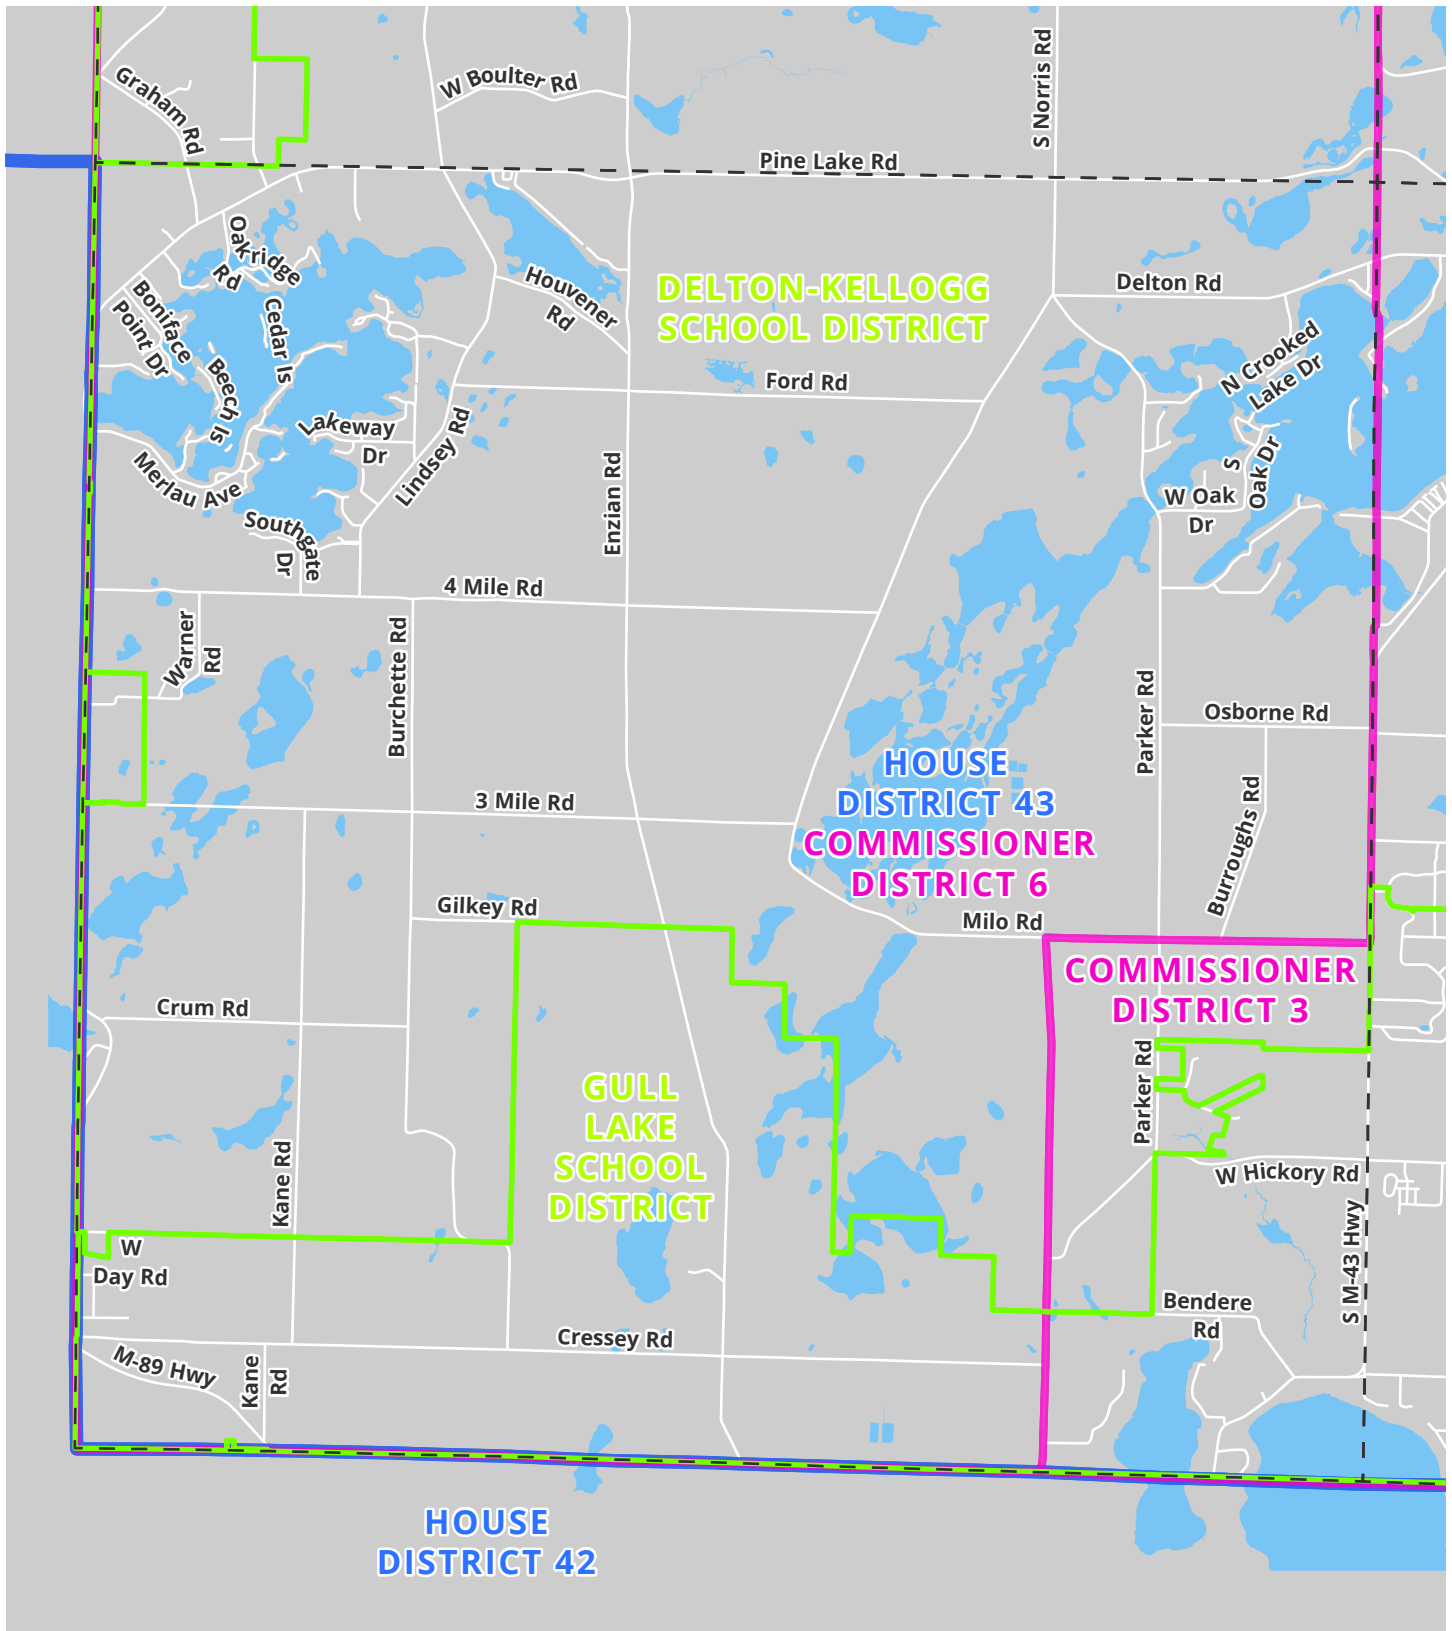 Graham Rd
W Boulter Rd
S Norris Rd
Pine Lake Rd
Oakridge
Rd
Houvener
Rd
DELTON-KELLOGG
SCHOOL DISTRICT
Delton Rd
Boniface
Point Dr
Cedar Is
Beech Is
Ford Rd
N Crooked
Lake Dr
Lakeway
Dr
Lindsey Rd
Merlau Ave
Enzian Rd
S
Oak Dr
W Oak
Dr
Southgate
Dr
4 Mile Rd
Warner
Rd
Burchette Rd
Parker Rd
Osborne Rd
HOUSE
DISTRICT 43
COMMISSIONER
DISTRICT 6
3 Mile Rd
Burroughs Rd
Gilkey Rd
Milo Rd
COMMISSIONER
DISTRICT 3
Crum Rd
Parker Rd
GULL
LAKE
SCHOOL
DISTRICT
Kane Rd
W Hickory Rd
S M-43 Hwy
W
Day Rd
Bendere
Rd
Cressey Rd
M-89 Hwy
Kane
Rd
HOUSE
DISTRICT 42